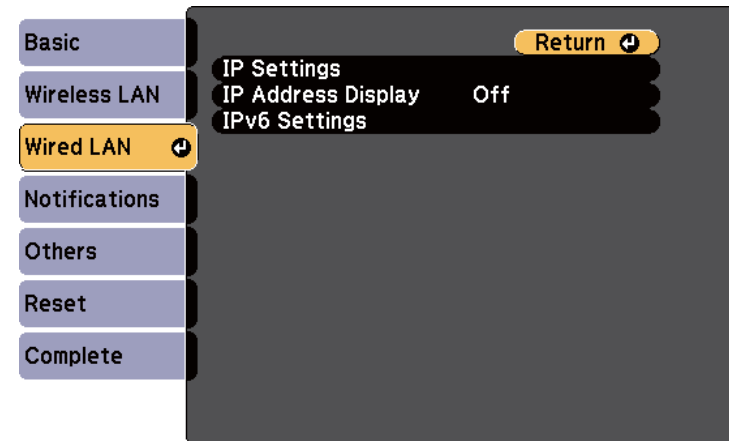 Basic
Wireless LAN
Wired LAN
Notifications
Others
Reset
Complete
Return
IP Settings
IP Address Display Off
IPv6 Settings